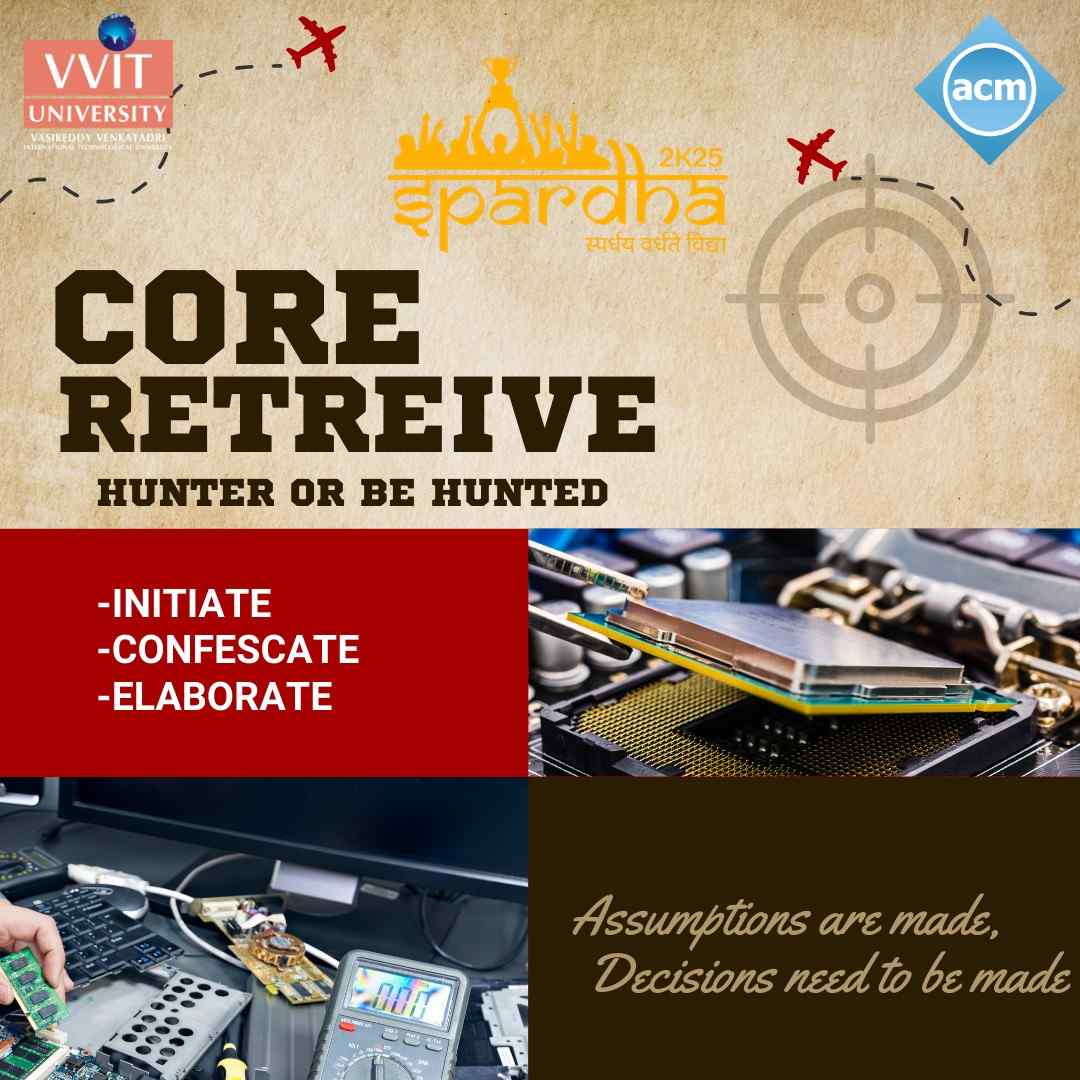 VVIT
UNIVERSITY
VASIREDDY VENKATADRI
INTERNATIONAL TECHNOLOGICAL UNIVERSITY
acm
2K25
spardha
स्पर्धय वर्धते विद्या
CORE
RETREIVE
HUNTER OR BE HUNTED
-INITIATE
-CONFESCATE
-ELABORATE
Assumptions are made,
Decisions need to be made